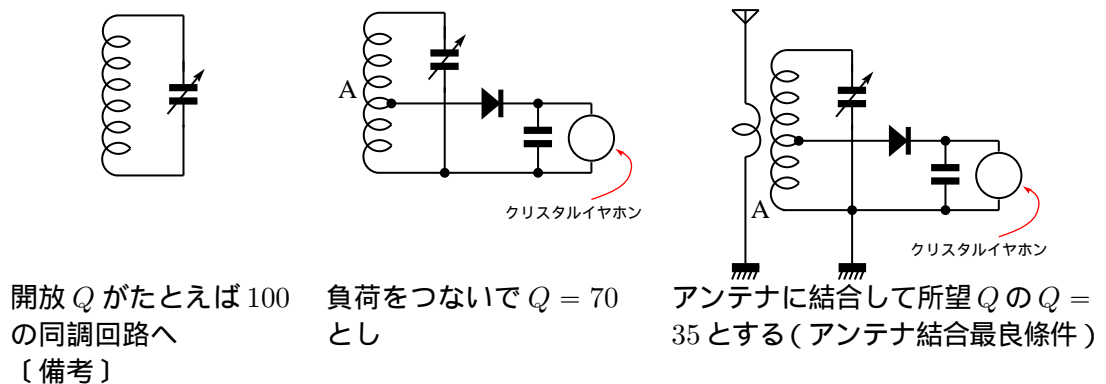 A
クリスタルイヤホン
A
クリスタルイヤホン
開放 Q がたとえば 100
の同調回路へ
〔備考〕
負荷をつないで Q = 70
とし
アンテナに結合して所望 Q の Q =
35 とする ( アンテナ結合最良條件 )